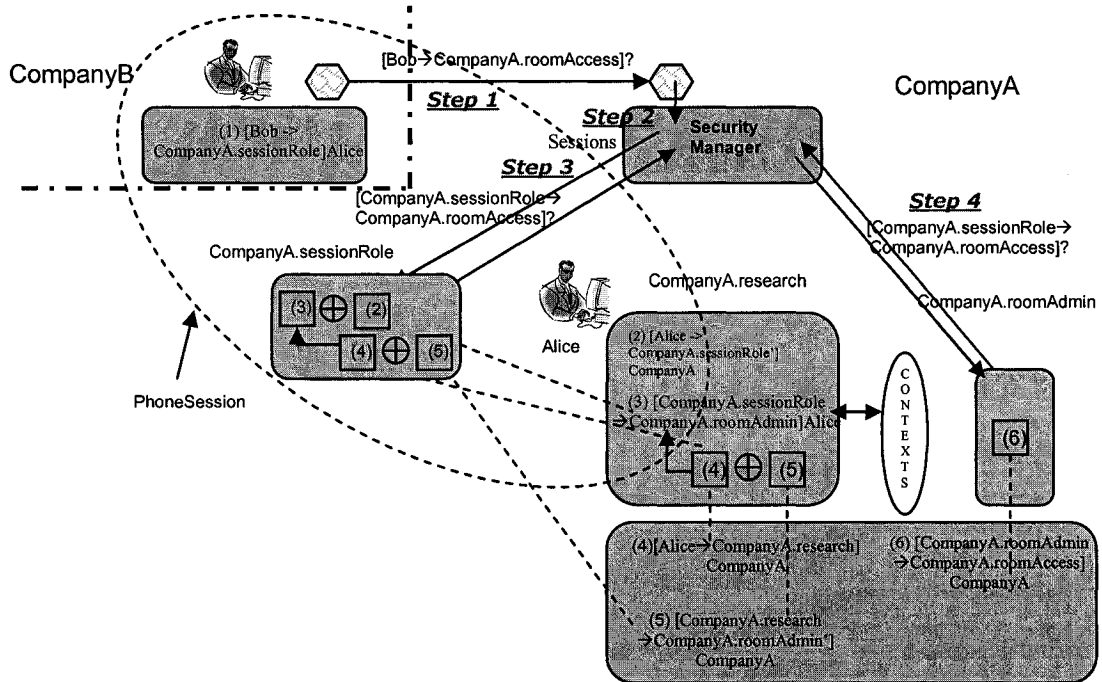 CompanyB
[Bob→CompanyA.roomAccess]?
CompanyA
Step 1
(1) [Bob ->
CompanyA.sessionRole]Alice
Step 2
Sessions
Security
Manager
Step 3
[CompanyA.sessionRole→
CompanyA.roomAccess]?
Step 4
[CompanyA.sessionRole→
CompanyA.roomAccess]?
CompanyA.sessionRole
(3) ⊕ (2)
(4) ⊕ (5)
PhoneSession
Alice
CompanyA.research
CompanyA.roomAdmin
(2) [Alice ->
CompanyA.sessionRole']
CompanyA
(3) [CompanyA.sessionRole
→CompanyA.roomAdmin]Alice
(4) ⊕ (5)
CONTEXTS
(6)
(4)[Alice→CompanyA.research]
CompanyA
(6) [CompanyA.roomAdmin
→CompanyA.roomAccess]
CompanyA
(5) [CompanyA.research
→CompanyA.roomAdmin']
CompanyA